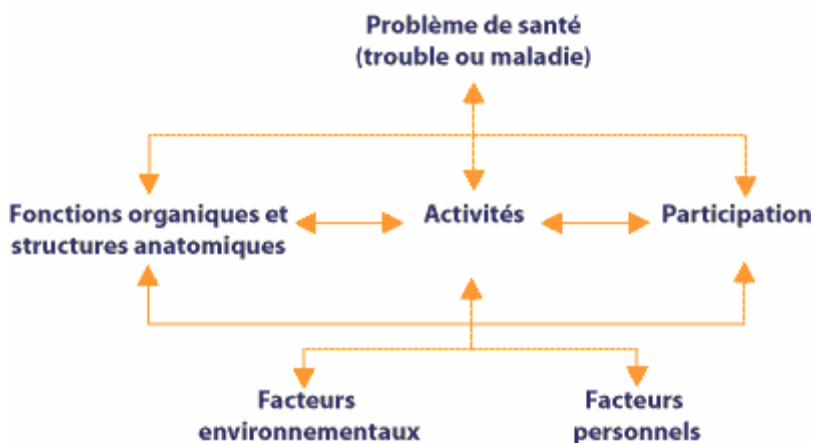 Problème de santé
(trouble ou maladie)
Fonctions organiques et
structures anatomiques
Activités
Participation
Facteurs
environnementaux
Facteurs
personnels